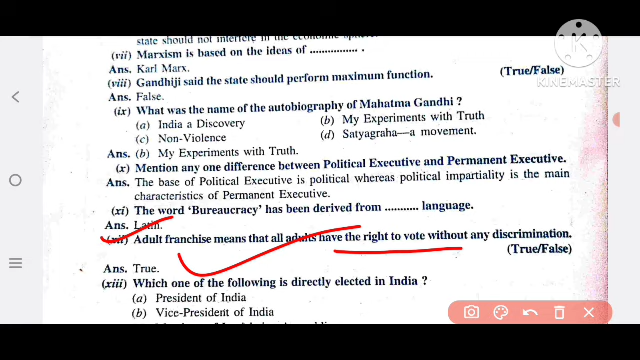 state should not interfere in the economic sphere.
(vii) Marxism is based on the ideas of ................ .
Ans. Karl Marx.
(viii) Gandhiji said the state should perform maximum function.
(True/False)
Ans. False.
(ix) What was the name of the autobiography of Mahatma Gandhi ?
(a) India a Discovery (b) My Experiments with Truth
(c) Non-Violence (d) Satyagraha—a movement.
Ans. (b) My Experiments with Truth.
(x) Mention any one difference between Political Executive and Permanent Executive.
Ans. The base of Political Executive is political whereas political impartiality is the main
characteristics of Permanent Executive.
(xi) The word 'Bureaucracy' has been derived from ........... language.
Ans. Latin.
(xii) Adult franchise means that all adults have the right to vote without any discrimination.
(True/False)
Ans. True.
(xiii) Which one of the following is directly elected in India ?
(a) President of India
(b) Vice-President of India
KINEMASTER